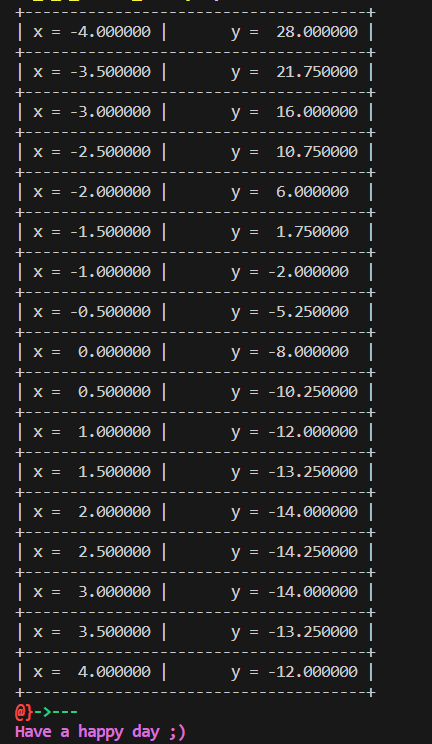 +--------------------------------------+
| x = -4.000000 |       y =  28.000000 |
+--------------------------------------+
| x = -3.500000 |       y =  21.750000 |
+--------------------------------------+
| x = -3.000000 |       y =  16.000000 |
+--------------------------------------+
| x = -2.500000 |       y =  10.750000 |
+--------------------------------------+
| x = -2.000000 |       y =  6.000000  |
+--------------------------------------+
| x = -1.500000 |       y =  1.750000  |
+--------------------------------------+
| x = -1.000000 |       y = -2.000000  |
+--------------------------------------+
| x = -0.500000 |       y = -5.250000  |
+--------------------------------------+
| x =  0.000000 |       y = -8.000000  |
+--------------------------------------+
| x =  0.500000 |       y = -10.250000 |
+--------------------------------------+
| x =  1.000000 |       y = -12.000000 |
+--------------------------------------+
| x =  1.500000 |       y = -13.250000 |
+--------------------------------------+
| x =  2.000000 |       y = -14.000000 |
+--------------------------------------+
| x =  2.500000 |       y = -14.250000 |
+--------------------------------------+
| x =  3.000000 |       y = -14.000000 |
+--------------------------------------+
| x =  3.500000 |       y = -13.250000 |
+--------------------------------------+
| x =  4.000000 |       y = -12.000000 |
+--------------------------------------+
@}->---
Have a happy day ;)